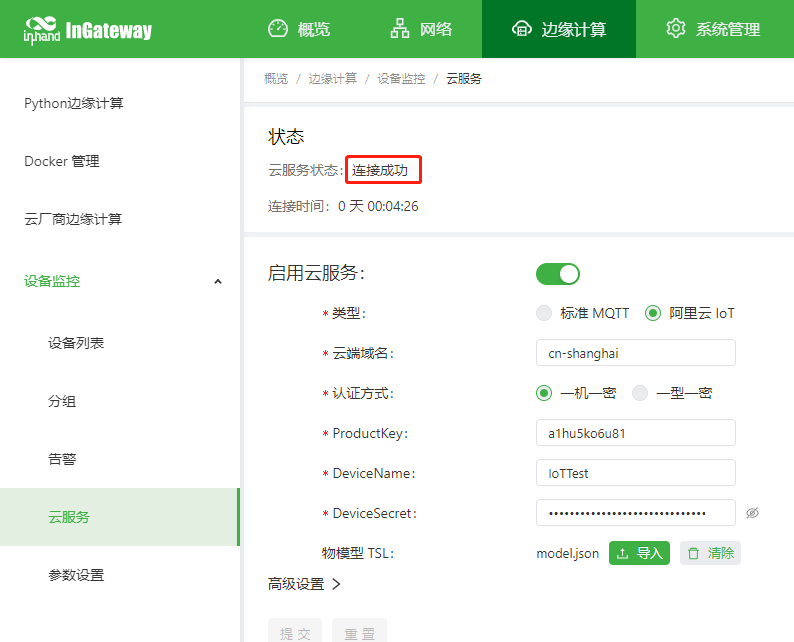 inhand InGateway 概览 网络 边缘计算 系统管理
概览 / 边缘计算 / 设备监控 / 云服务
Python边缘计算
Docker 管理
云厂商边缘计算
设备监控
设备列表
分组
告警
云服务
参数设置
状态
云服务状态: 连接成功
连接时间: 0 天 00:04:26
启用云服务:
* 类型: 标准 MQTT 阿里云 IoT
* 云端域名: cn-shanghai
* 认证方式: 一机一密 一型一密
* ProductKey: a1hu5ko6u81
* DeviceName: IoTTest
* DeviceSecret: ••••••••••••••••••••••••••••••
物模型 TSL: model.json 导入 清除
高级设置 >
提 交 重 置